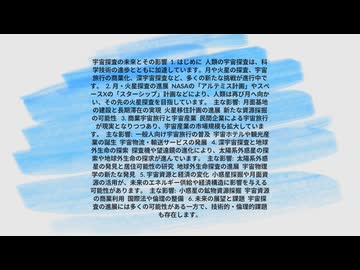 宇宙探査の未来とその影響 1. はじめに 人類の宇宙探査は、科
学技術の進歩とともに加速しています。月や火星の探査、宇宙
旅行の商業化、深宇宙探査など、多くの新たな挑戦が進行中で
す。 2. 月・火星探査の進展 NASAの「アルテミス計画」やスペ
ースXの「スターシップ」計画などにより、人類は再び月へ向か
い、その先の火星探査を目指しています。 主な影響: 月面基地
の建設と長期滞在の実現 火星移住計画の進展 新たな資源採掘
の可能性 3. 商業宇宙旅行と宇宙産業 民間企業による宇宙旅行
が現実となりつつあり、宇宙産業の市場規模も拡大していま
す。 主な影響: 一般人向け宇宙旅行の普及 宇宙ホテルや観光産
業の誕生 宇宙物流・輸送サービスの発展 4. 深宇宙探査と地球
外生命の探索 探査機や望遠鏡の進化により、太陽系外惑星の探
索や地球外生命の探求が進んでいます。 主な影響: 太陽系外惑
星の発見と居住可能性の研究 地球外生命探査の進展 宇宙物理
学の新たな発見 5. 宇宙資源と経済の変化 小惑星採掘や月面資
源の活用が、未来のエネルギー供給や経済構造に影響を与える
可能性があります。 主な影響: 小惑星の鉱物資源採掘 宇宙資源
の商業利用 国際法や倫理の整備 6. 未来の展望と課題 宇宙探
査の進展には多くの可能性がある一方で、技術的・倫理的課題
も存在します。